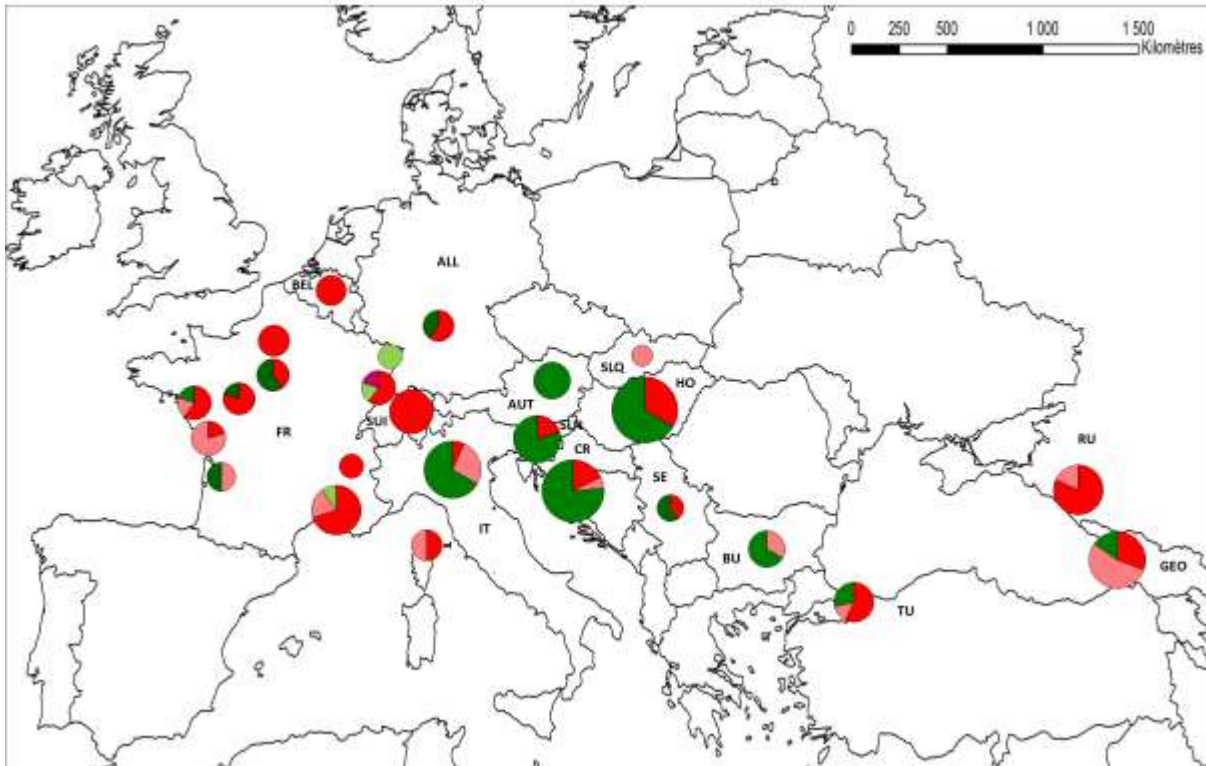 0 250 500 1 000 1 500
Kilomètres
ALL
BEL
SLQ
HO
AUT
SUI
SLN
FR
CR
RU
SE
IT
BU
GEO
TU